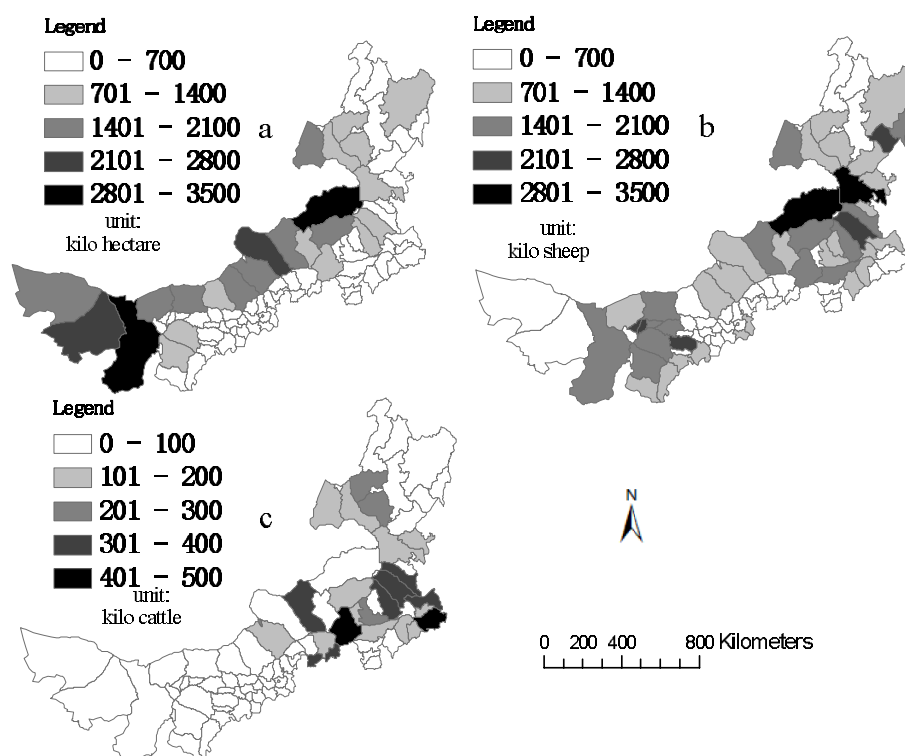 Legend
0 - 700
701 - 1400
1401 - 2100
2101 - 2800
2801 - 3500
unit:
kilo hectare
a
Legend
0 - 700
701 - 1400
1401 - 2100
2101 - 2800
2801 - 3500
unit:
kilo sheep
b
Legend
0 - 100
101 - 200
201 - 300
301 - 400
401 - 500
unit:
kilo cattle
c
N
0 200 400 800 Kilometers